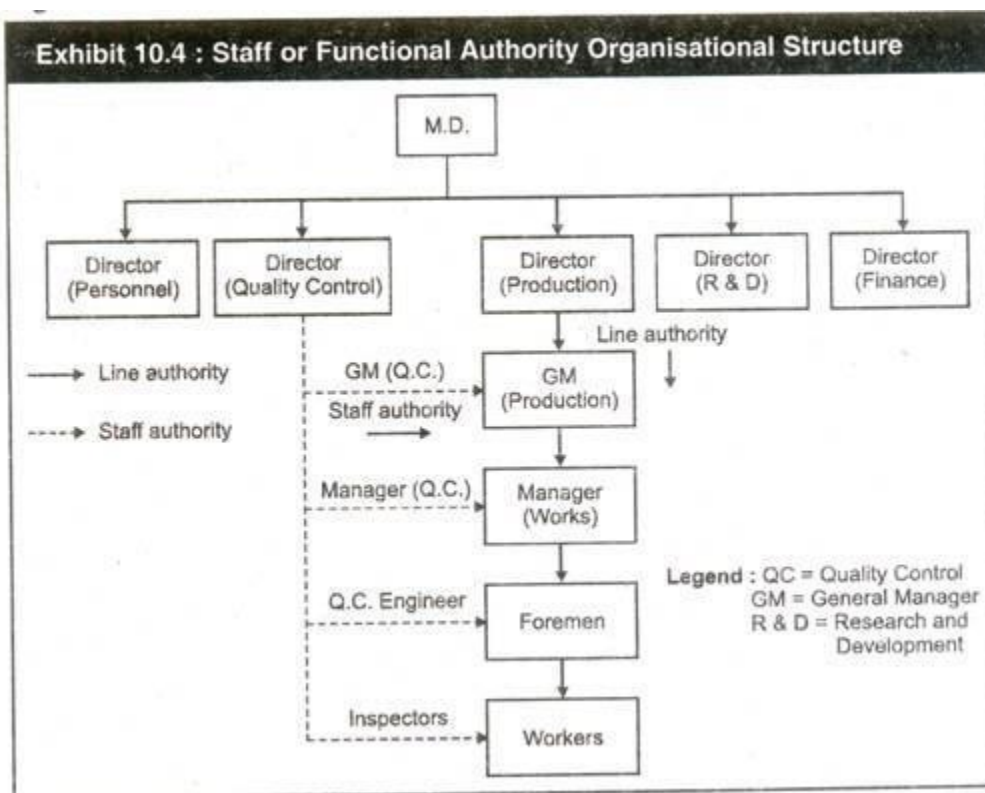 Exhibit 10.4 : Staff or Functional Authority Organisational Structure
M.D.
Director
(Personnel)
Director
(Quality Control)
Director
(Production)
Director
(R & D)
Director
(Finance)
Line authority
Line authority
Staff authority
GM (Q.C.)
Staff authority
GM
(Production)
Manager (Q.C.)
Manager
(Works)
Q.C. Engineer
Foremen
Inspectors
Workers
Legend : QC = Quality Control
GM = General Manager
R & D = Research and
Development